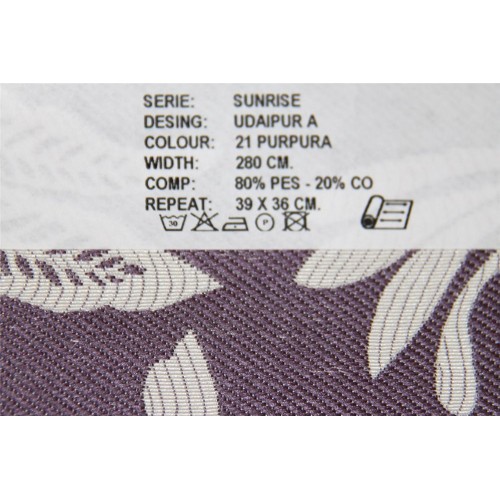 SERIE: SUNRISE
DESING: UDAIPUR A
COLOUR: 21 PURPURA
WIDTH: 280 CM.
COMP: 80% PES - 20% CO
REPEAT: 39 X 36 CM.
30 P